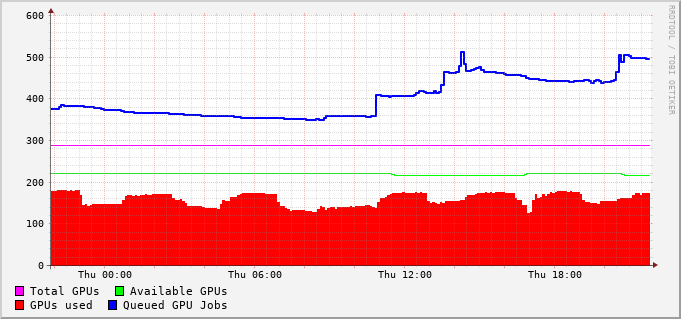 600
500
400
300
200
100
0
Thu 00:00 Thu 06:00 Thu 12:00 Thu 18:00
Total GPUs Available GPUs
GPUs used Queued GPU Jobs
RRDTOOL / TOBI OETIKER